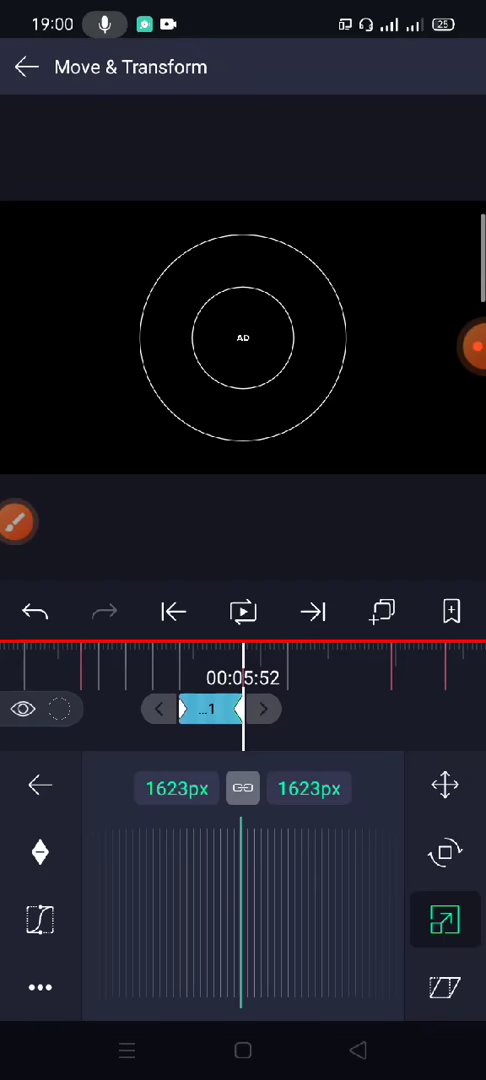 19:00
25
Move & Transform
AD
00:05:52
...1
1623px
1623px